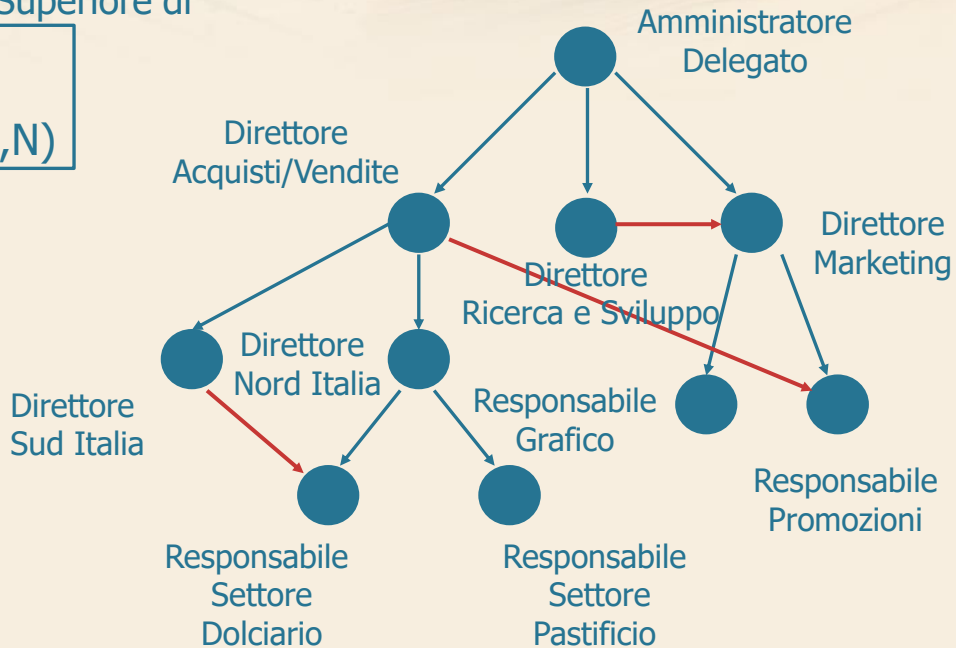 Superiore di
,N)
Amministratore
Delegato
Direttore
Acquisti/Vendite
Direttore
Marketing
Direttore
Ricerca e Sviluppo
Direttore
Nord Italia
Direttore
Sud Italia
Responsabile
Grafico
Responsabile
Promozioni
Responsabile
Settore
Dolciario
Responsabile
Settore
Pastificio